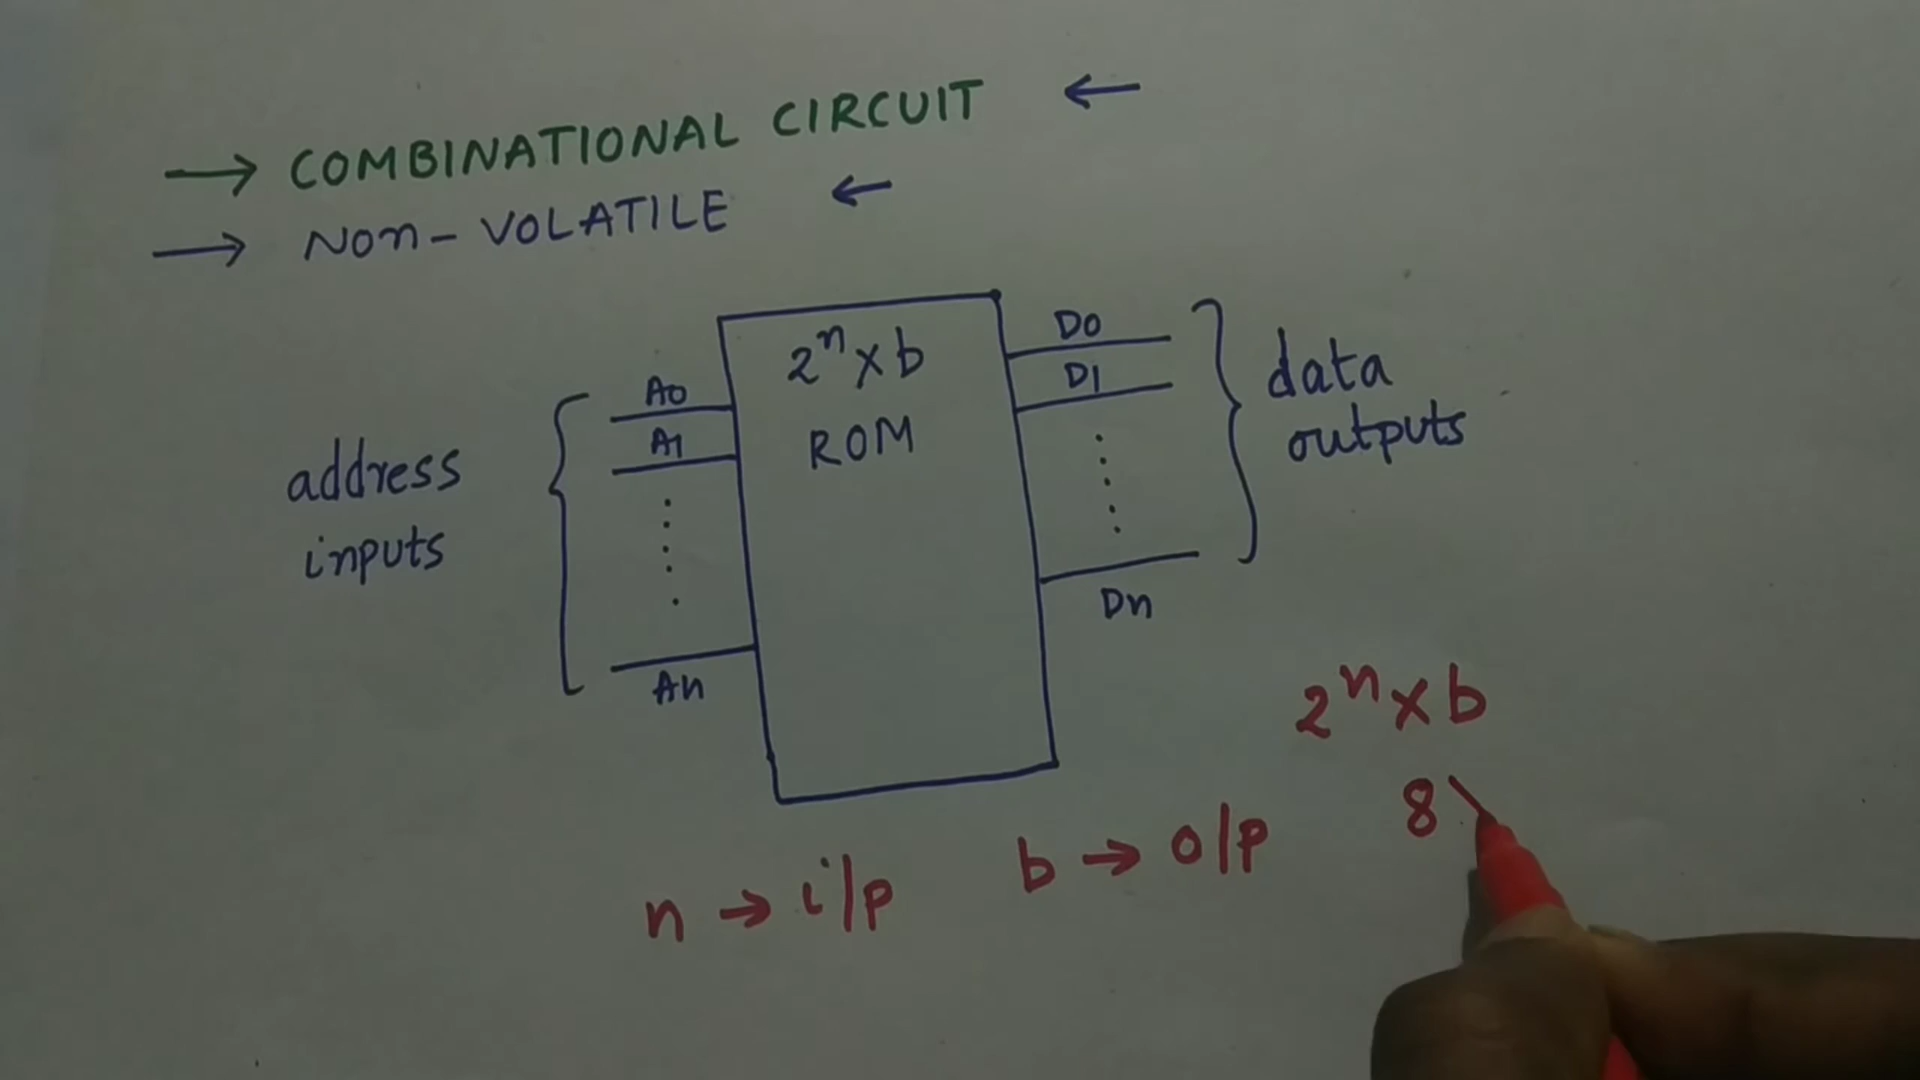 → COMBINATIONAL CIRCUIT ←
→ NON-VOLATILE ←
2ⁿ × b
ROM
A0
A1
An
address
inputs
D0
D1
Dn
data
outputs
n → i/p
b → o/p
2ⁿ × b
8